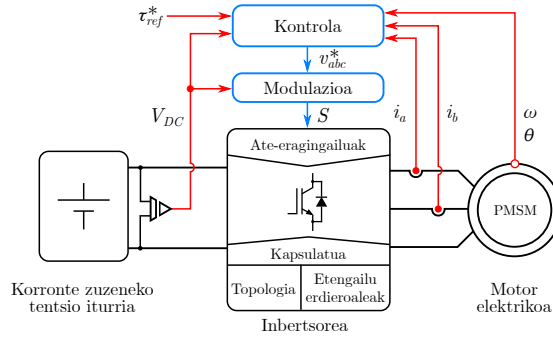 τ*ref
Kontrola
v*abc
Modulazioa
VDC
S
ia
ib
ω
θ
Ate-eragingailuak
PMSM
Kapsulatua
Topologia
Etengailu
erdieroaleak
Korronte zuzeneko
tentsio iturria
Inbertsorea
Motor
elektrikoa